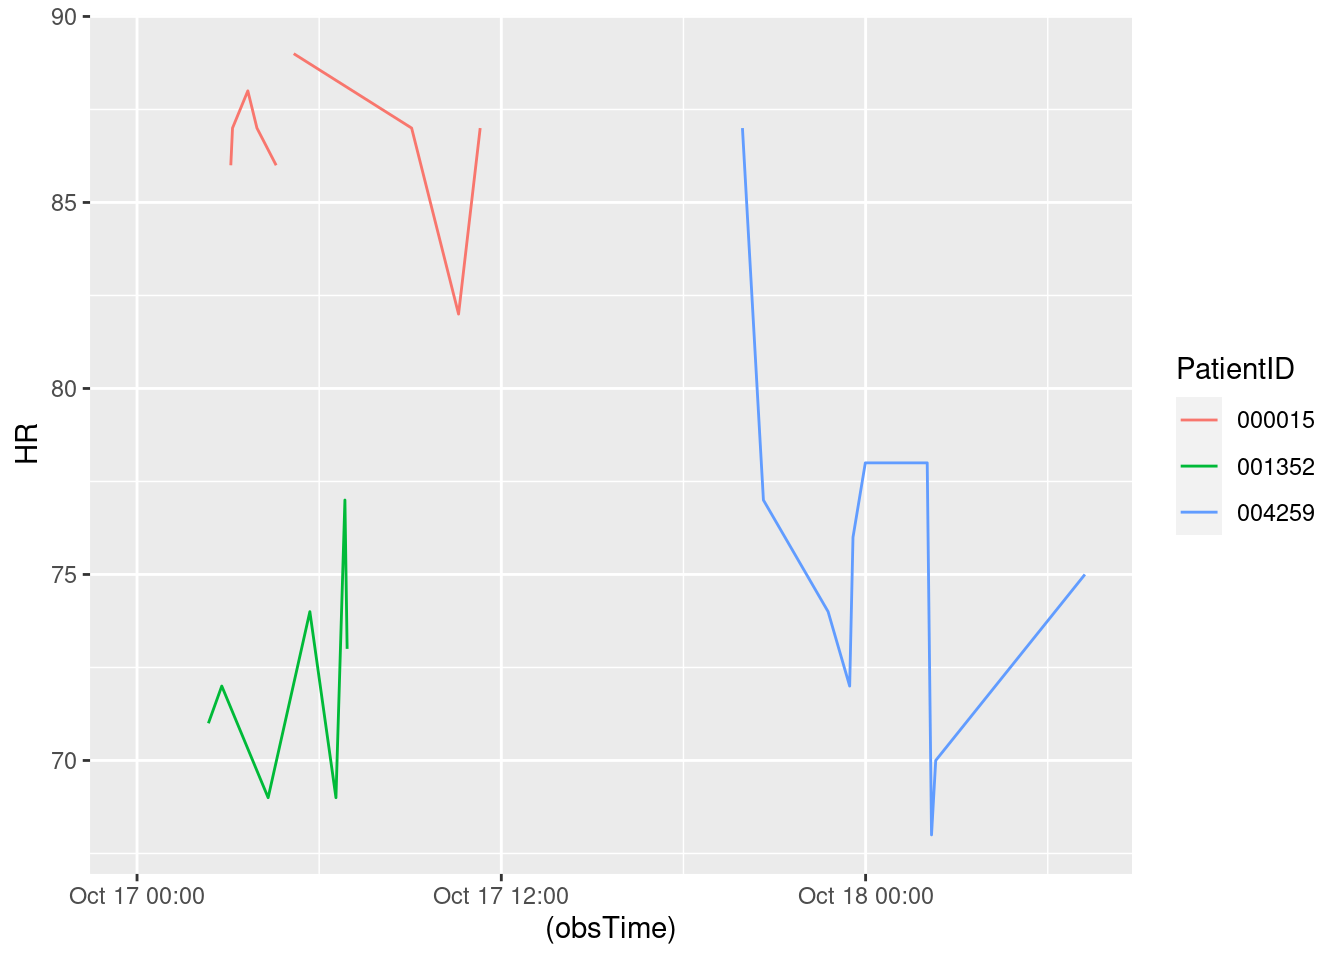 90
85
80
75
70
HR
Oct 17 00:00
Oct 17 12:00
Oct 18 00:00
(obsTime)
PatientID
000015
001352
004259